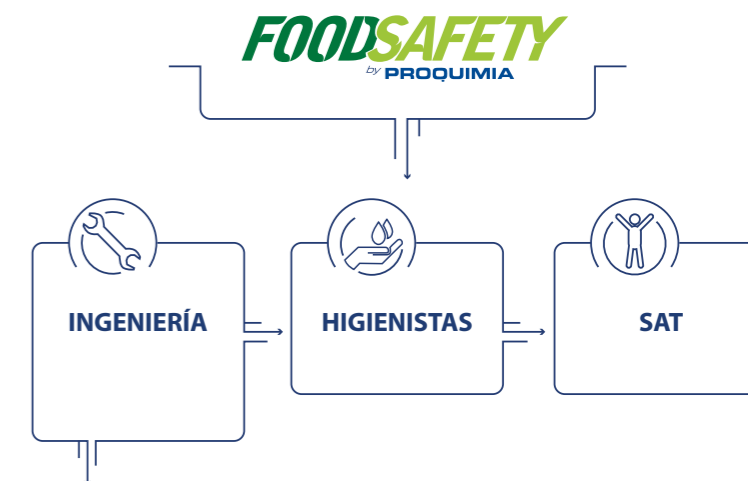 FOODSAFETY
by PROQUIMIA
INGENIERÍA
HIGIENISTAS
SAT